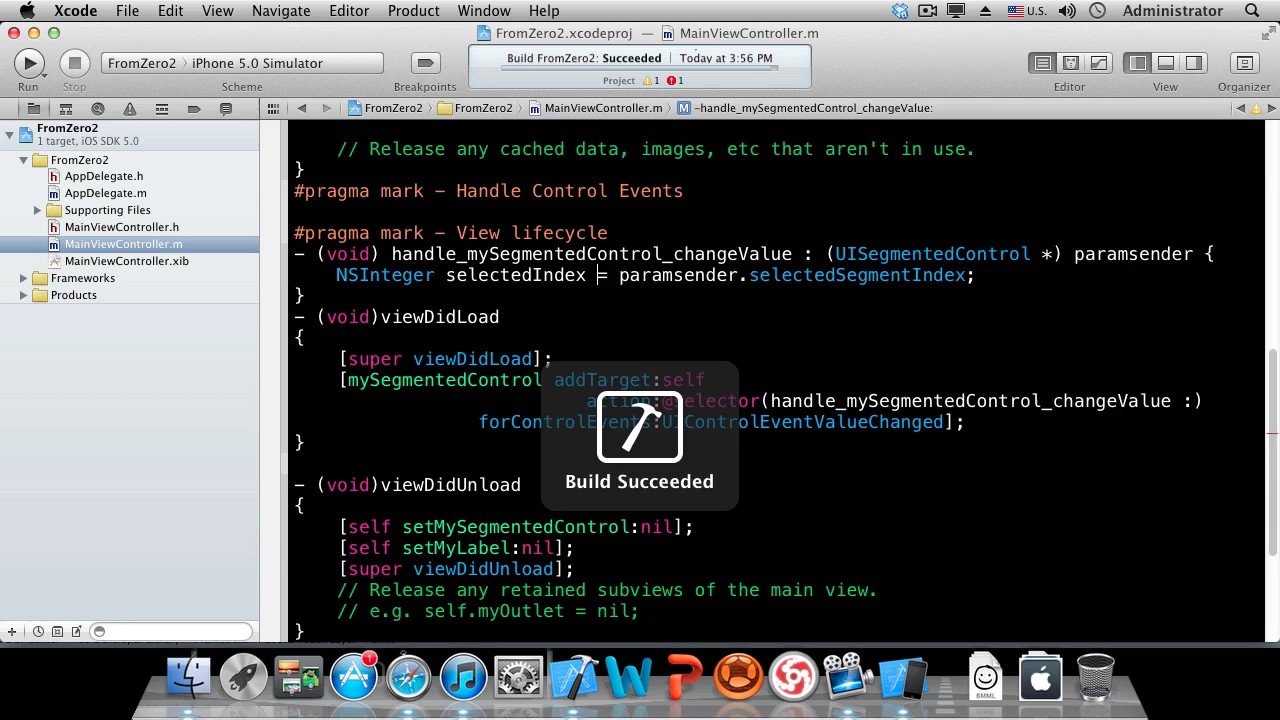 Xcode File Edit View Navigate Editor Product Window Help U.S. Administrator
FromZero2.xcodeproj — MainViewController.m
FromZero2 iPhone 5.0 Simulator
Build FromZero2: Succeeded Today at 3:56 PM
Project 1 1
Run Stop Scheme Breakpoints Editor View Organizer
FromZero2 FromZero2 MainViewController.m M -handle_mySegmentedControl_changeValue:
FromZero2
1 target, iOS SDK 5.0
FromZero2
h AppDelegate.h
m AppDelegate.m
Supporting Files
h MainViewController.h
m MainViewController.m
MainViewController.xib
Frameworks
Products
// Release any cached data, images, etc that aren't in use.
}
#pragma mark - Handle Control Events
#pragma mark - View lifecycle
- (void) handle_mySegmentedControl_changeValue : (UISegmentedControl *) paramsender {
NSInteger selectedIndex = paramsender.selectedSegmentIndex;
}
- (void)viewDidLoad
{
[super viewDidLoad];
[mySegmentedControl addTarget:self
action:@selector(handle_mySegmentedControl_changeValue :)
forControlEvents:UIControlEventValueChanged];
}
- (void)viewDidUnload
{
[self setMySegmentedControl:nil];
[self setMyLabel:nil];
[super viewDidUnload];
// Release any retained subviews of the main view.
// e.g. self.myOutlet = nil;
}
Build Succeeded
1
W
P
BMML